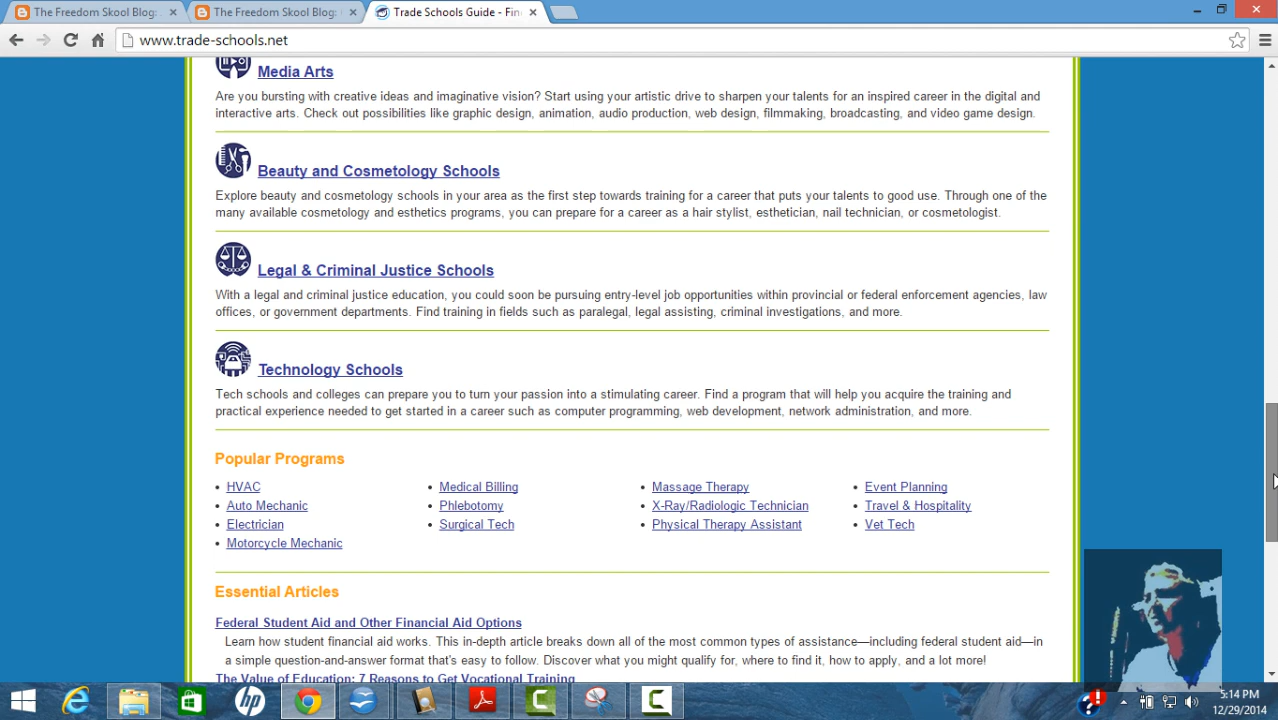 The Freedom Skool Blog:
The Freedom Skool Blog:
Trade Schools Guide - Fin
www.trade-schools.net
Media Arts
Are you bursting with creative ideas and imaginative vision? Start using your artistic drive to sharpen your talents for an inspired career in the digital and
interactive arts. Check out possibilities like graphic design, animation, audio production, web design, filmmaking, broadcasting, and video game design.
Beauty and Cosmetology Schools
Explore beauty and cosmetology schools in your area as the first step towards training for a career that puts your talents to good use. Through one of the
many available cosmetology and esthetics programs, you can prepare for a career as a hair stylist, esthetician, nail technician, or cosmetologist.
Legal & Criminal Justice Schools
With a legal and criminal justice education, you could soon be pursuing entry-level job opportunities within provincial or federal enforcement agencies, law
offices, or government departments. Find training in fields such as paralegal, legal assisting, criminal investigations, and more.
Technology Schools
Tech schools and colleges can prepare you to turn your passion into a stimulating career. Find a program that will help you acquire the training and
practical experience needed to get started in a career such as computer programming, web development, network administration, and more.
Popular Programs
• HVAC
• Auto Mechanic
• Electrician
• Motorcycle Mechanic
• Medical Billing
• Phlebotomy
• Surgical Tech
• Massage Therapy
• X-Ray/Radiologic Technician
• Physical Therapy Assistant
• Event Planning
• Travel & Hospitality
• Vet Tech
Essential Articles
Federal Student Aid and Other Financial Aid Options
Learn how student financial aid works. This in-depth article breaks down all of the most common types of assistance—including federal student aid—in
a simple question-and-answer format that's easy to follow. Discover what you might qualify for, where to find it, how to apply, and a lot more!
The Value of Education: 7 Reasons to Get Vocational Training
hp
5:14 PM
12/29/2014